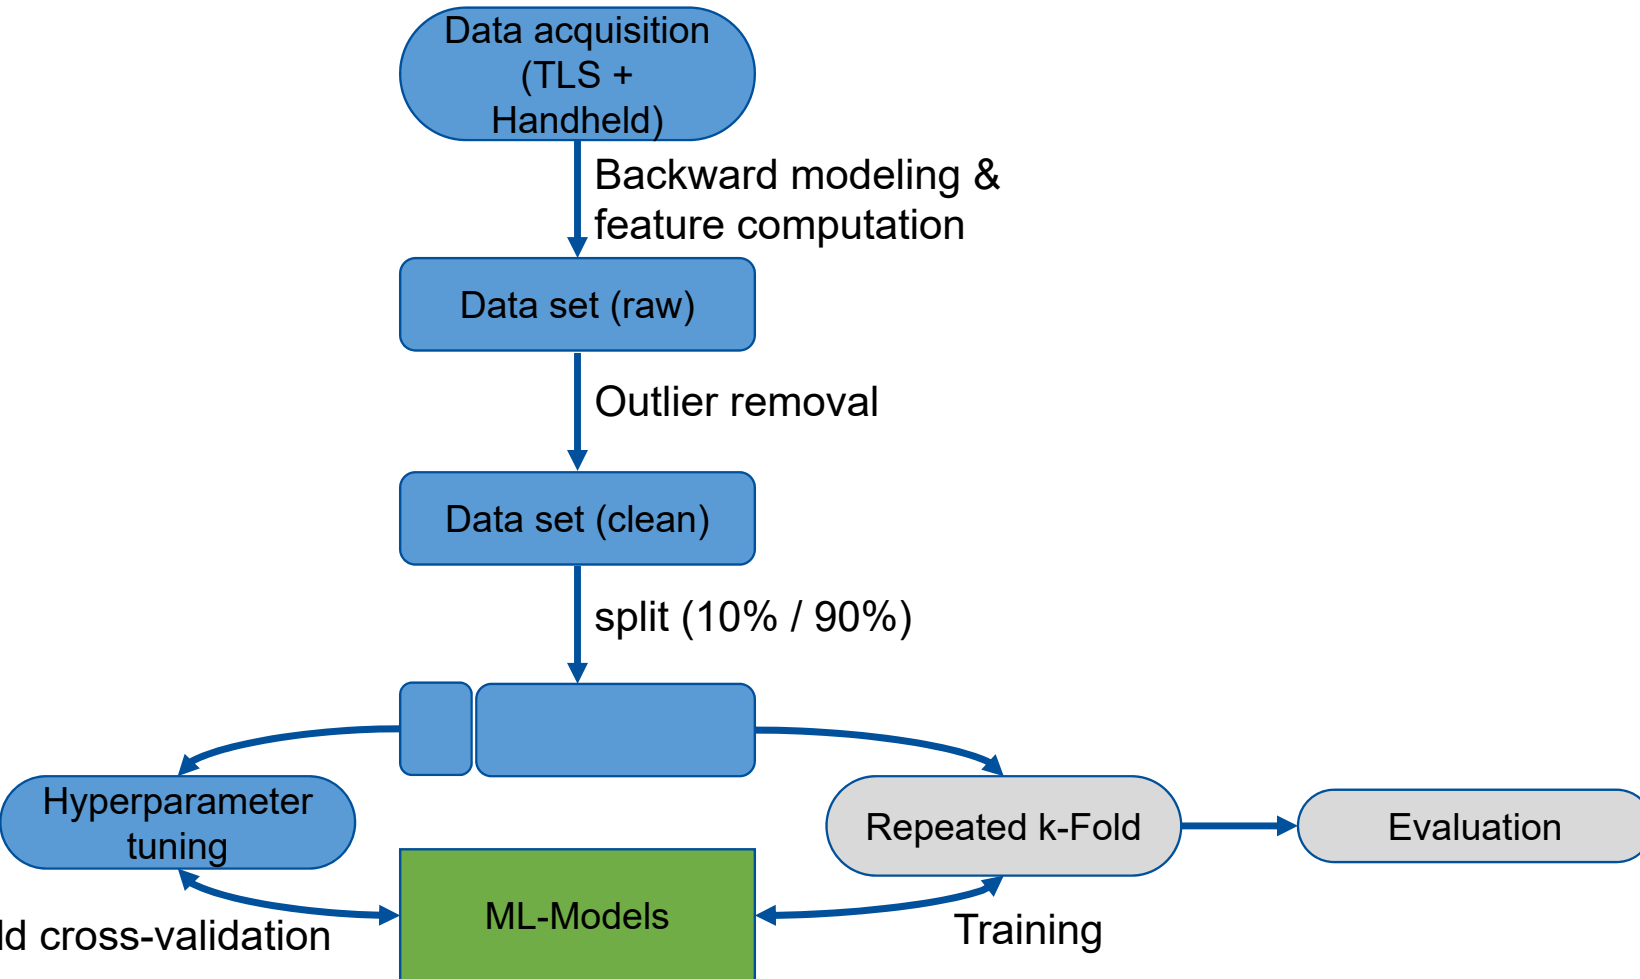 Data acquisition
(TLS +
Handheld)
Backward modeling &
feature computation
Data set (raw)
Outlier removal
Data set (clean)
split (10% / 90%)
Hyperparameter
tuning
Repeated k-Fold
Evaluation
ML-Models
cross-validation
Training